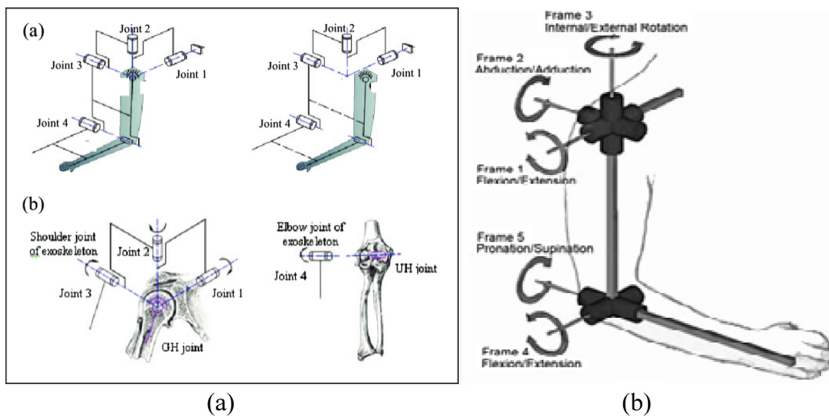 (a)
Joint 2
Joint 3
Joint 1
Joint 4
Joint 2
Joint 3
Joint 1
Joint 4
(b)
Shoulder joint
of exoskeleton
Joint 2
Joint 3
Joint 1
GH joint
Elbow joint of
exoskeleton
Joint 4
UH joint
(a)
Frame 3
Internal/External Rotation
Frame 2
Abduction/Adduction
Frame 1
Flexion/Extension
Frame 5
Pronation/Supination
Frame 4
Flexion/Extension
(b)